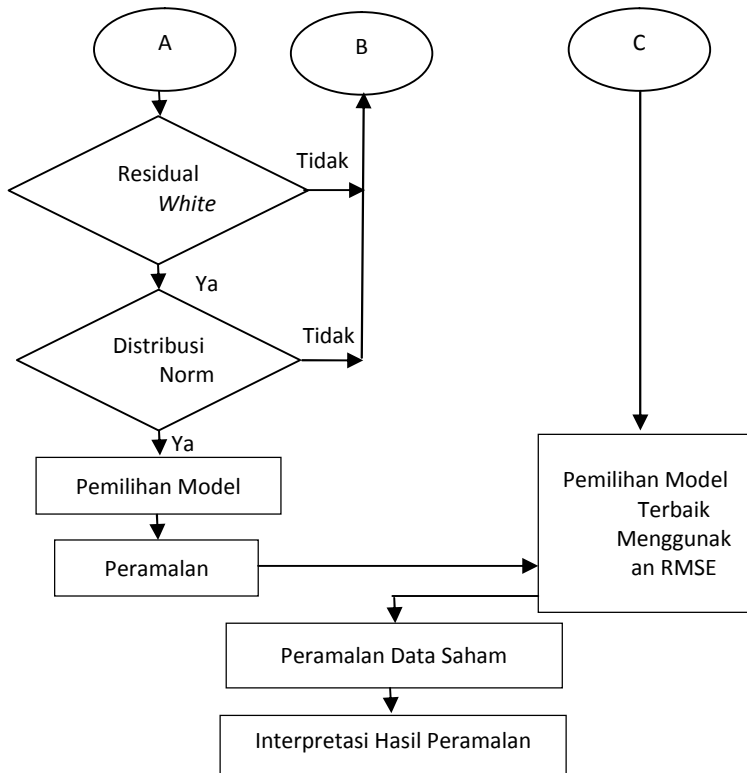 A
B
C
Residual
White
Tidak
Ya
Distribusi
Norm
Tidak
Ya
Pemilihan Model
Peramalan
Pemilihan Model
Terbaik
Menggunak
an RMSE
Peramalan Data Saham
Interpretasi Hasil Peramalan